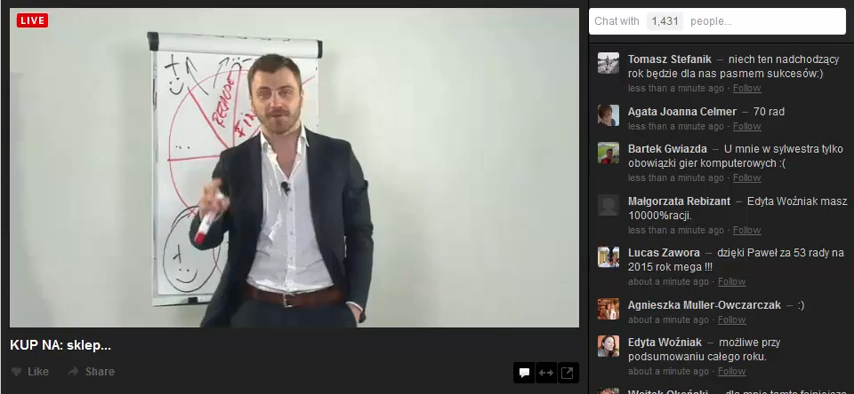 LIVE
Chat with 1,431 people...
REMONDE
FIN
KUP NA: sklep...
Like Share
Tomasz Stefanik – niech ten nadchodzący
rok będzie dla nas pasmem sukcesów:)
less than a minute ago · Follow
Agata Joanna Celmer – 70 rad
less than a minute ago · Follow
Bartek Gwiazda – U mnie w sylwestra tylko
obowiązki gier komputerowych :(
less than a minute ago · Follow
Małgorzata Rebizant – Edyta Woźniak masz
10000%racji.
less than a minute ago · Follow
Lucas Zawora – dzięki Paweł za 53 rady na
2015 rok mega !!!
about a minute ago · Follow
Agnieszka Muller-Owczarczak – :)
about a minute ago · Follow
Edyta Woźniak – możliwe przy
podsumowaniu całego roku.
about a minute ago · Follow